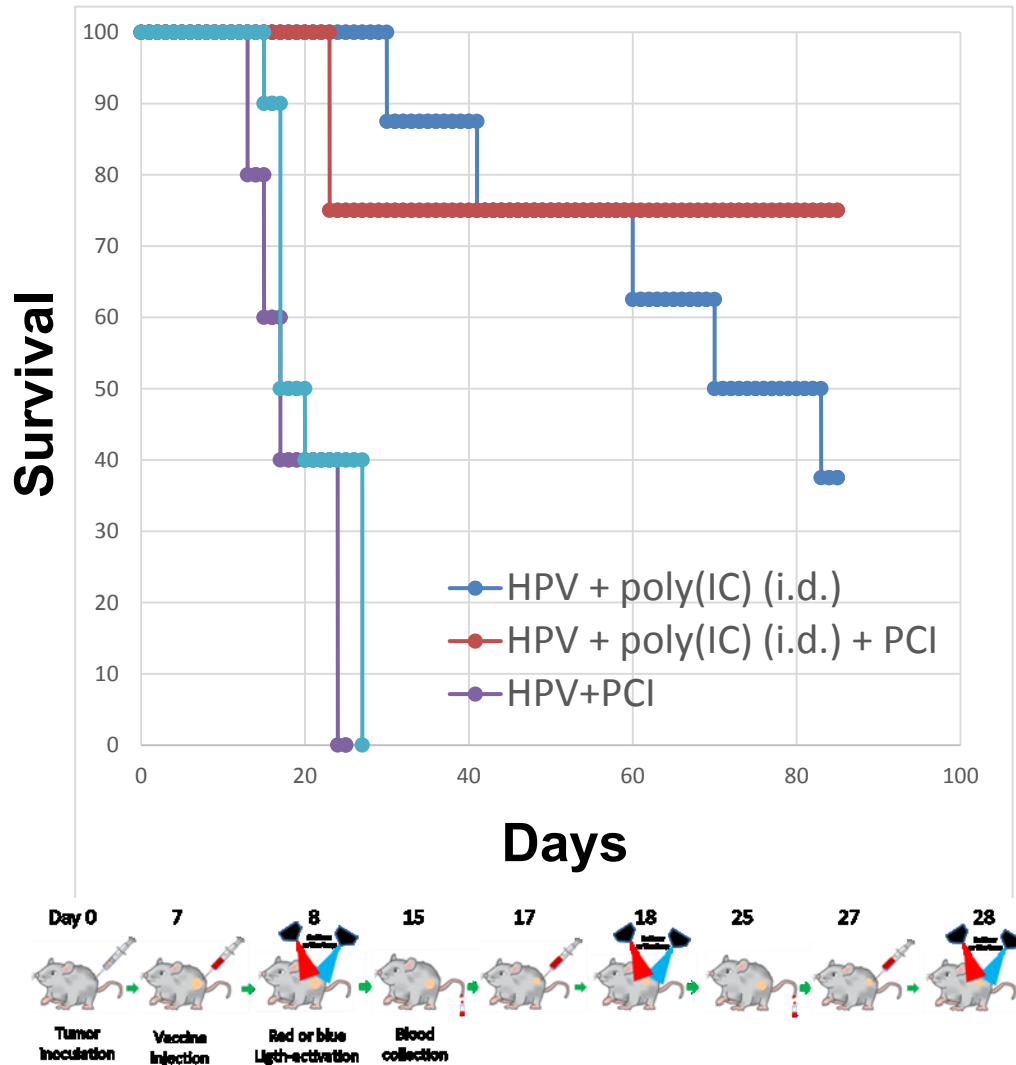 100
90
80
70
60
50
40
30
20
10
0
Survival
HPV + poly(IC) (i.d.)
HPV + poly(IC) (i.d.) + PCI
HPV+PCI
0 20 40 60 80 100
Days
Day 0 7 8 15 17 18 25 27 28
Tumor
Inoculation
Vaccine
Injection
Red or blue
Ligth-activation
Blood
collection